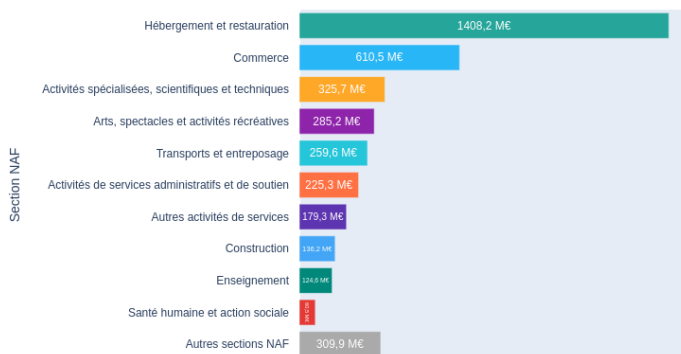 Section NAF
Hébergement et restauration 1408,2 M€
Commerce 610,5 M€
Activités spécialisées, scientifiques et techniques 325,7 M€
Arts, spectacles et activités récréatives 285,2 M€
Transports et entreposage 259,6 M€
Activités de services administratifs et de soutien 225,3 M€
Autres activités de services 179,3 M€
Construction 136,2 M€
Enseignement 124,6 M€
Santé humaine et action sociale M€
Autres sections NAF 309,9 M€